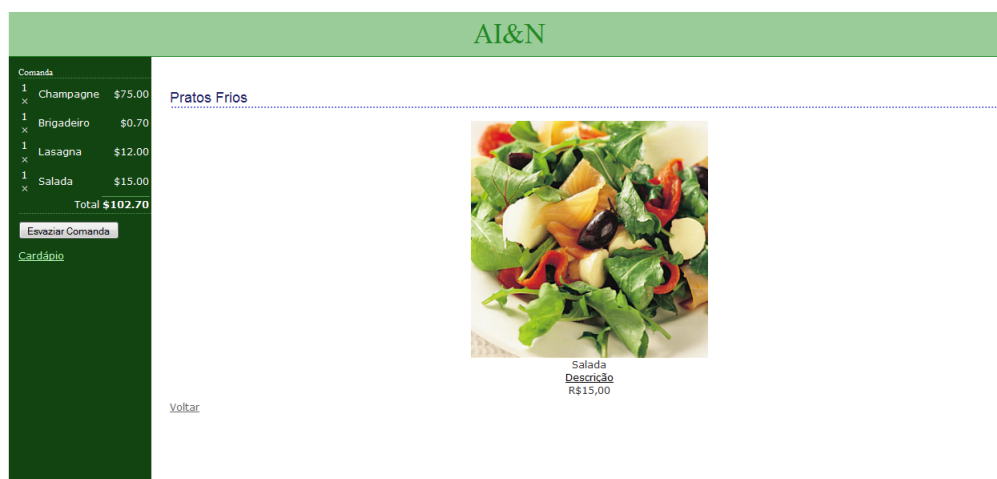 AI&N
Comanda
1 × Champagne $75.00
1 × Brigadeiro $0.70
1 × Lasagna $12.00
1 × Salada $15.00
Total $102.70
Esvaziar Comanda
Cardápio
Pratos Frios
Salada
Descrição
R$15,00
Voltar